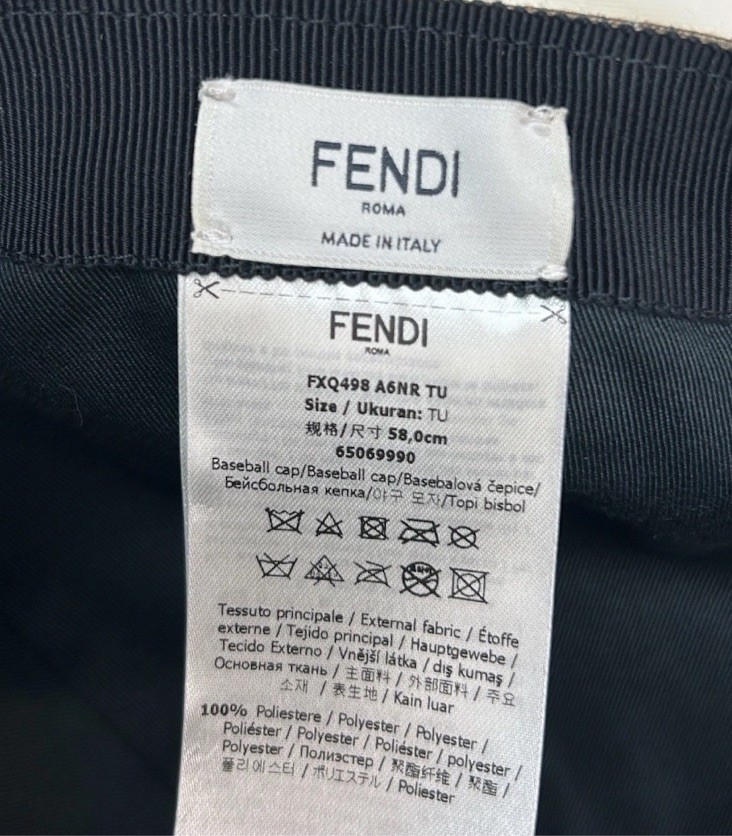 FENDI
ROMA
MADE IN ITALY
FENDI
ROMA
FXQ498 A6NR TU
Size / Ukuran: TU
规格/尺寸 58,0cm
65069990
Baseball cap/Baseball cap/Basebalová čepice/
Бейсбольная кепка/야구 모자/Topi bisbol
Tessuto principale / External fabric / Étoffe
externe / Tejido principal / Hauptgewebe /
Tecido Externo / Vnější látka / dış kumaş /
Основная ткань / 主面料 / 外部面料 / 주요
소재 / 表生地 / Kain luar
100% Poliestere / Polyester / Polyester /
Poliéster / Polyester / Poliéster / polyester /
Polyester / Полиэстер / 聚酯纤维 / 聚酯 /
폴리에스터 / ポリエステル / Poliester